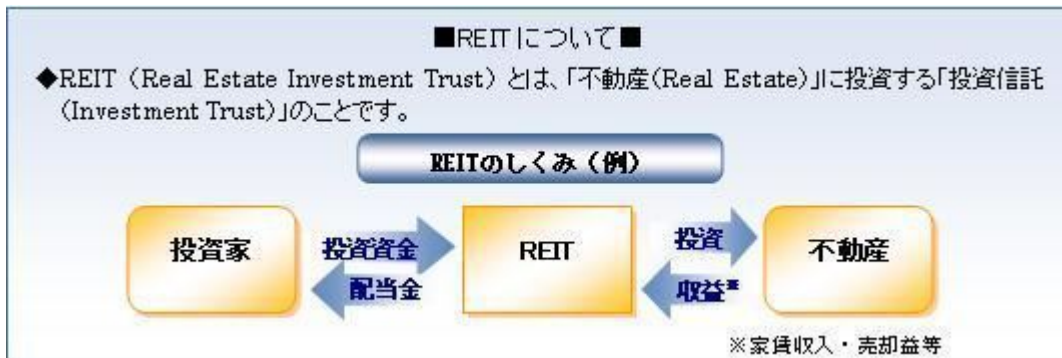 ■REITについて■
◆REIT（Real Estate Investment Trust）とは、「不動産(Real Estate)」に投資する「投資信託
（Investment Trust)」のことです。
REITのしくみ（例）
投資家
投資資金
配当金
REIT
投資
収益※
不動産
※家賃収入・売却益等